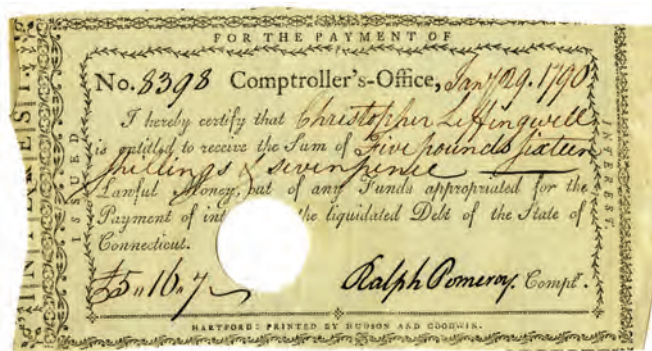 FOR THE PAYMENT OF
No. 8398 Comptroller's-Office, Jany 29. 1790
I hereby certify that Christopher Leffingwell
is entitled to receive the Sum of Five pounds sixteen
shillings & sevenpence
Lawful Money, out of any Funds appropriated for the
Payment of int the liquidated Debt of the State of
Connecticut.
£5,, 16,, 7
Ralph Pomeroy. Compt<sup>r</sup>.
HARTFORD: PRINTED BY HUDSON AND GOODWIN.
ISSUED
INTEREST.
INTEREST